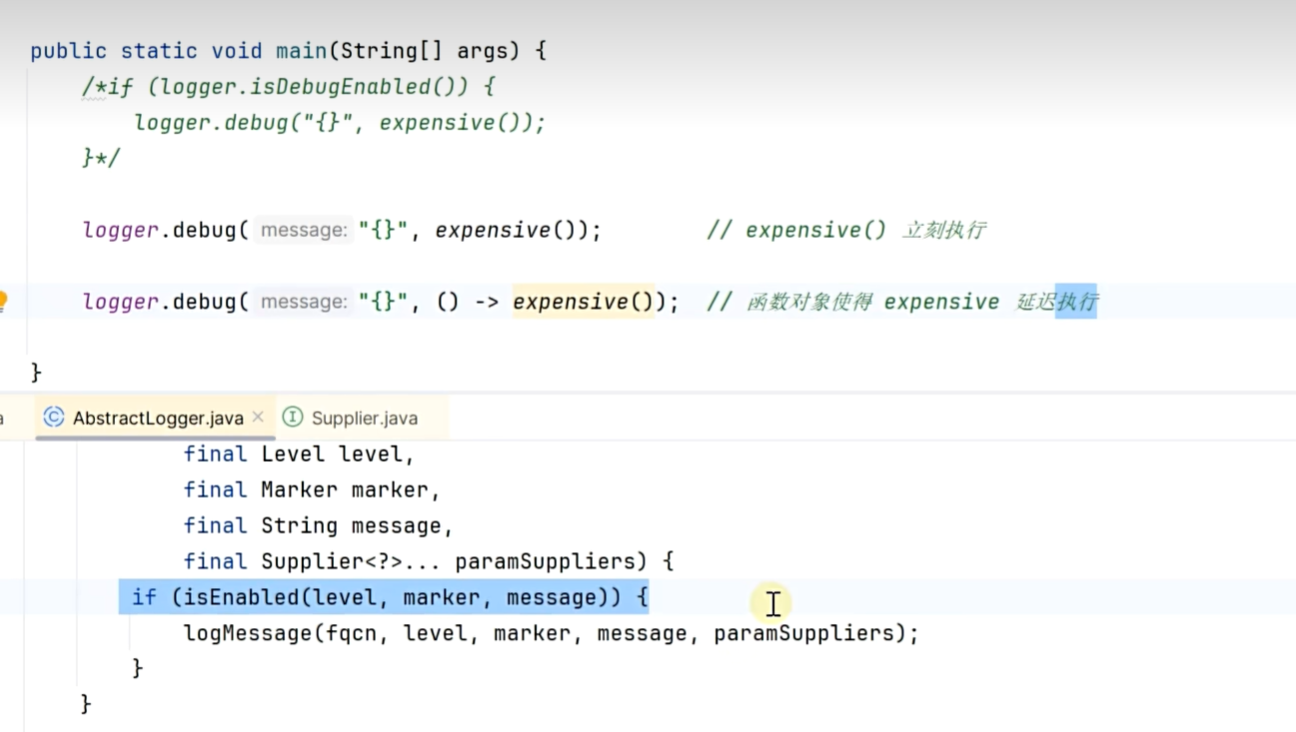 public static void main(String[] args) {
/*if (logger.isDebugEnabled()) {
logger.debug("{}", expensive());
}*/
logger.debug( message: "{}", expensive()); // expensive() 立刻执行
logger.debug( message: "{}", () -> expensive()); // 函数对象使得 expensive 延迟执行
}
a AbstractLogger.java × Supplier.java
final Level level,
final Marker marker,
final String message,
final Supplier<?>... paramSuppliers) {
if (isEnabled(level, marker, message)) {
logMessage(fqcn, level, marker, message, paramSuppliers);
}
}